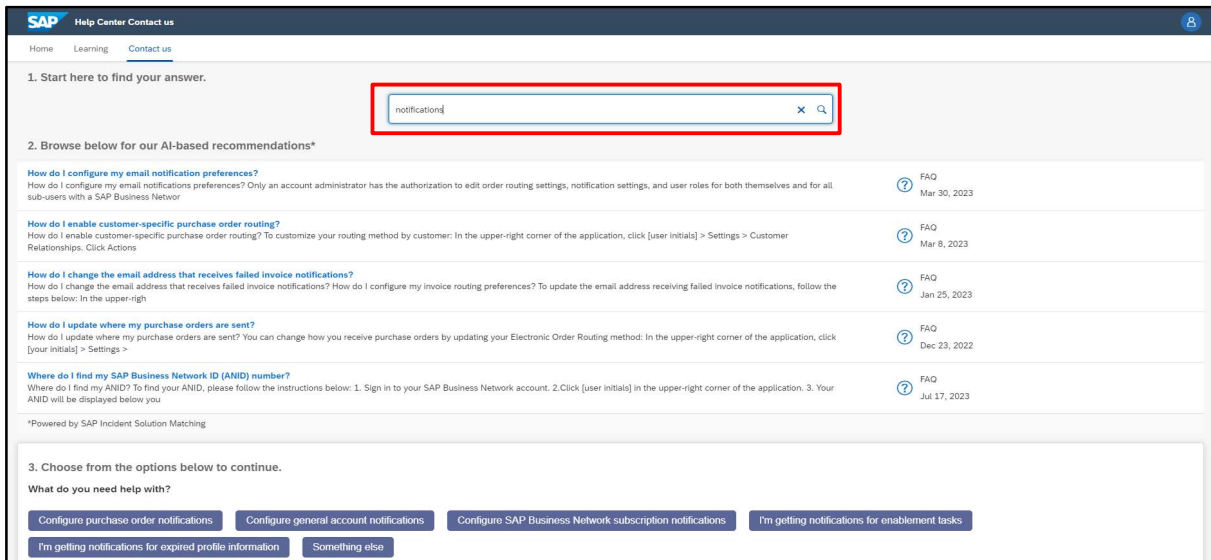 SAP Help Center Contact us
Home Learning Contact us
1. Start here to find your answer.
notifications
2. Browse below for our AI-based recommendations*
How do I configure my email notification preferences?
How do I configure my email notifications preferences? Only an account administrator has the authorization to edit order routing settings, notification settings, and user roles for both themselves and for all
sub-users with a SAP Business Networ
FAQ
Mar 30, 2023
How do I enable customer-specific purchase order routing?
How do I enable customer-specific purchase order routing? To customize your routing method by customer: In the upper-right corner of the application, click [user initials] > Settings > Customer
Relationships. Click Actions
FAQ
Mar 8, 2023
How do I change the email address that receives failed invoice notifications?
How do I change the email address that receives failed invoice notifications? How do I configure my invoice routing preferences? To update the email address receiving failed invoice notifications, follow the
steps below: In the upper-righ
FAQ
Jan 25, 2023
How do I update where my purchase orders are sent?
How do I update where my purchase orders are sent? You can change how you receive purchase orders by updating your Electronic Order Routing method: In the upper-right corner of the application, click
[your initials] > Settings >
FAQ
Dec 23, 2022
Where do I find my SAP Business Network ID (ANID) number?
Where do I find my ANID? To find your ANID, please follow the instructions below: 1. Sign in to your SAP Business Network account. 2.Click [user initials] in the upper-right corner of the application. 3. Your
ANID will be displayed below you
FAQ
Jul 17, 2023
*Powered by SAP Incident Solution Matching
3. Choose from the options below to continue.
What do you need help with?
Configure purchase order notifications Configure general account notifications Configure SAP Business Network subscription notifications I'm getting notifications for enablement tasks
I'm getting notifications for expired profile information Something else